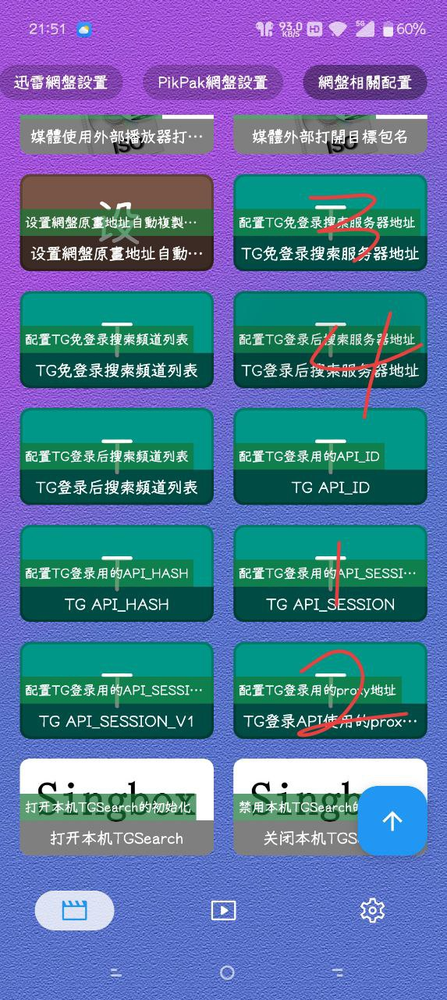 21:51
93.0
KB/S
HD
5G
60%
迅雷網盤設置
PikPak網盤設置
網盤相關配置
ISO
ISO
媒體使用外部播放器打…
媒體外部打開目標包名
设
设置網盤原畫地址自動複製…
设置網盤原畫地址自動…
3
配置TG免登录搜索服务器地址
TG免登录搜索服务器地址
配置TG免登录搜索頻道列表
TG免登录搜索頻道列表
4
配置TG登录后搜索服务器地址
TG登录后搜索服务器地址
配置TG登录后搜索頻道列表
TG登录后搜索頻道列表
配置TG登录用的API_ID
TG API_ID
配置TG登录用的API_HASH
TG API_HASH
1
配置TG登录用的API_SESSI…
TG API_SESSION
配置TG登录用的API_SESSI…
TG API_SESSION_V1
2
配置TG登录用的proxy地址
TG登录API使用的prox…
Singbox
打开本机TGSearch的初始化
打开本机TGSearch
Singb
禁用本机TGSearch的
关闭本机TGS